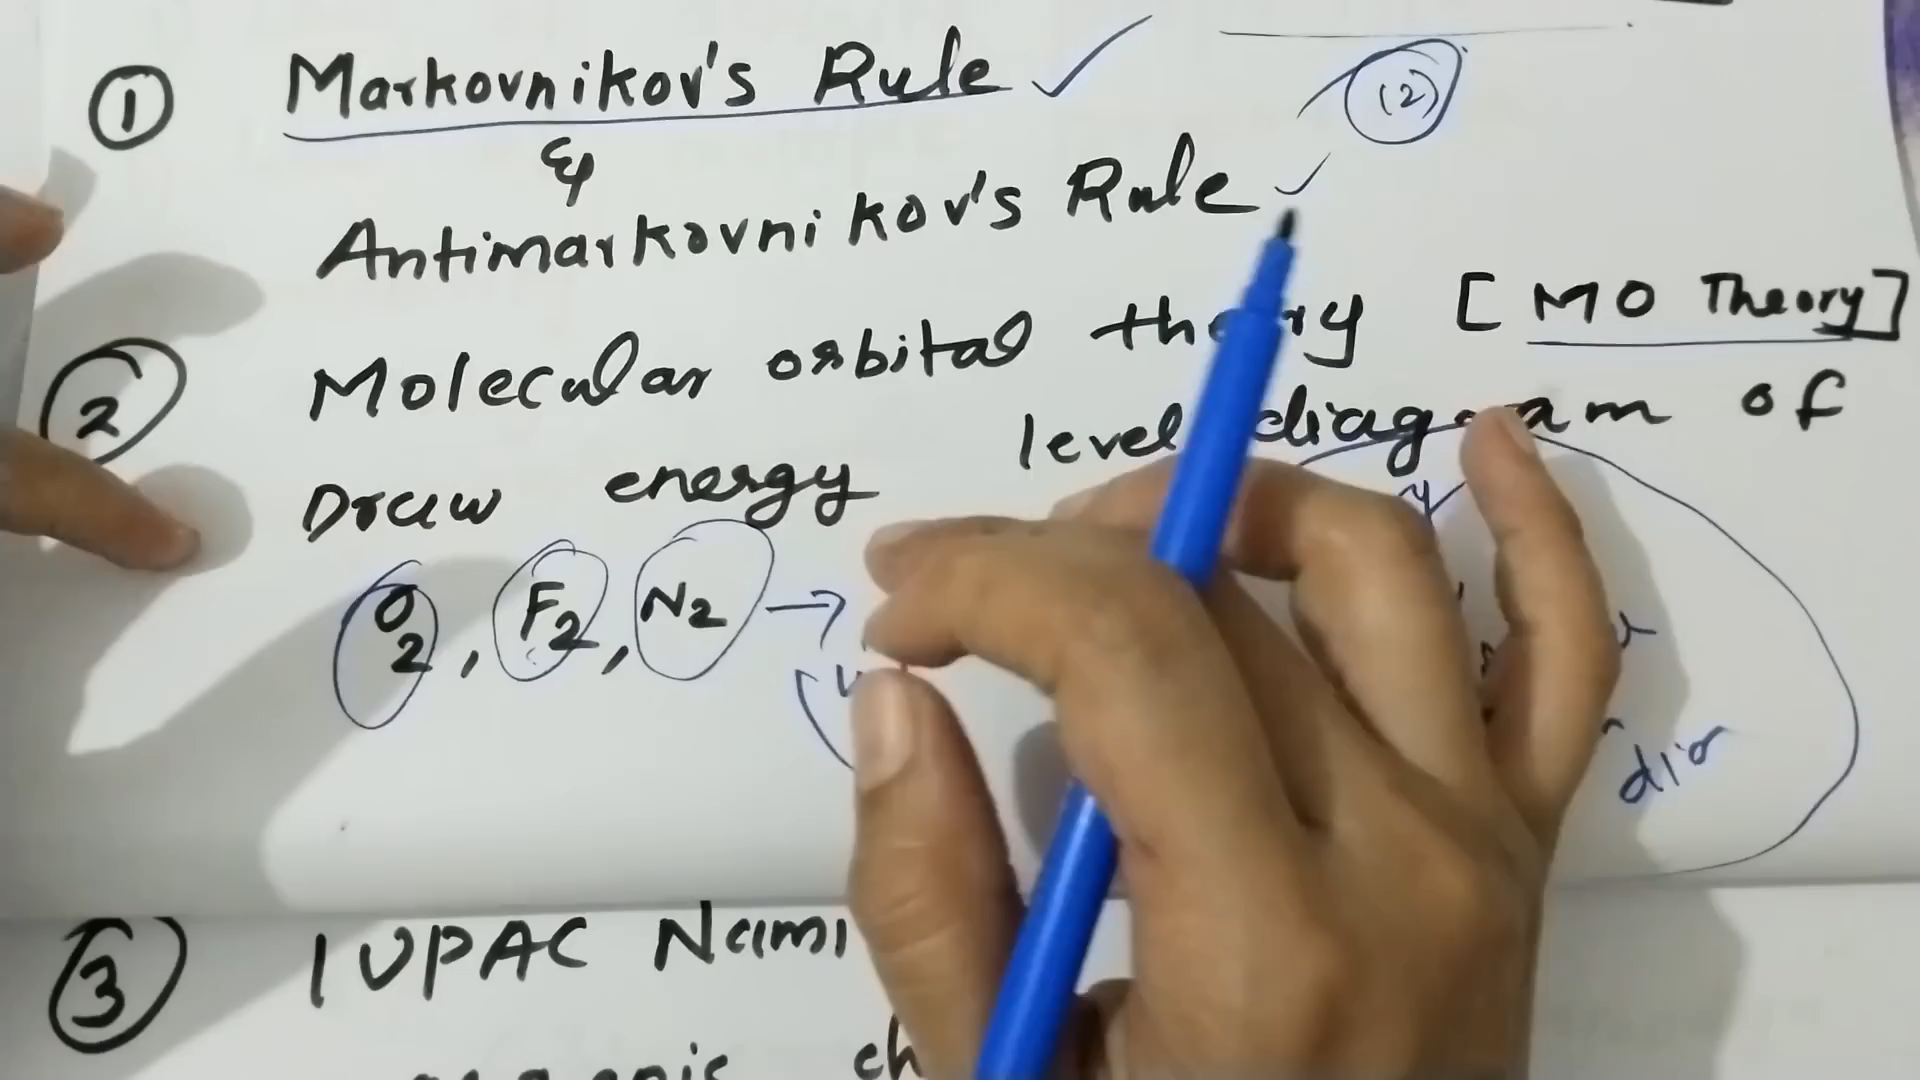 ① Markovnikov's Rule ✓ (2)
&
Antimarkovnikov's Rule ✓
② Molecular orbital theory [MO Theory]
Draw energy level diagram of
O2, F2, N2 →
③ IUPAC Nami